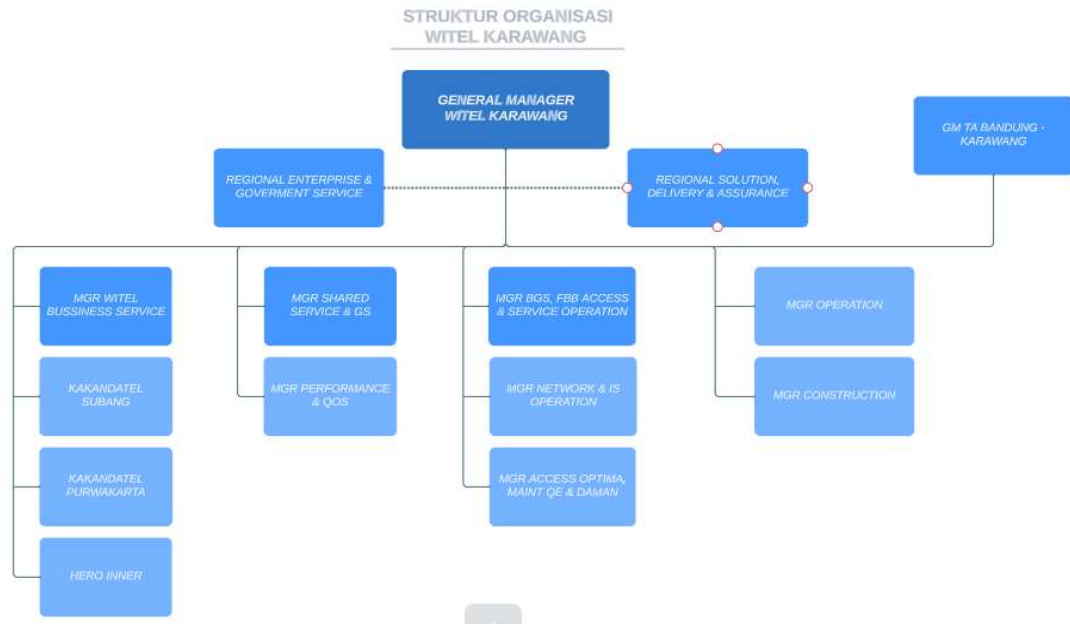 STRUKTUR ORGANISASI
WITEL KARAWANG
GENERAL MANAGER
WITEL KARAWANG
GM TA BANDUNG -
KARAWANG
REGIONAL ENTERPRISE &
GOVERMENT SERVICE
REGIONAL SOLUTION,
DELIVERY & ASSURANCE
MGR WITEL
BUSSINESS SERVICE
MGR SHARED
SERVICE & GS
MGR BGS, FBB ACCESS
& SERVICE OPERATION
MGR OPERATION
KAKANDATEL
SUBANG
MGR PERFORMANCE
& QOS
MGR NETWORK & IS
OPERATION
MGR CONSTRUCTION
KAKANDATEL
PURWAKARTA
MGR ACCESS OPTIMA,
MAINT QE & DAMAN
HERO INNER